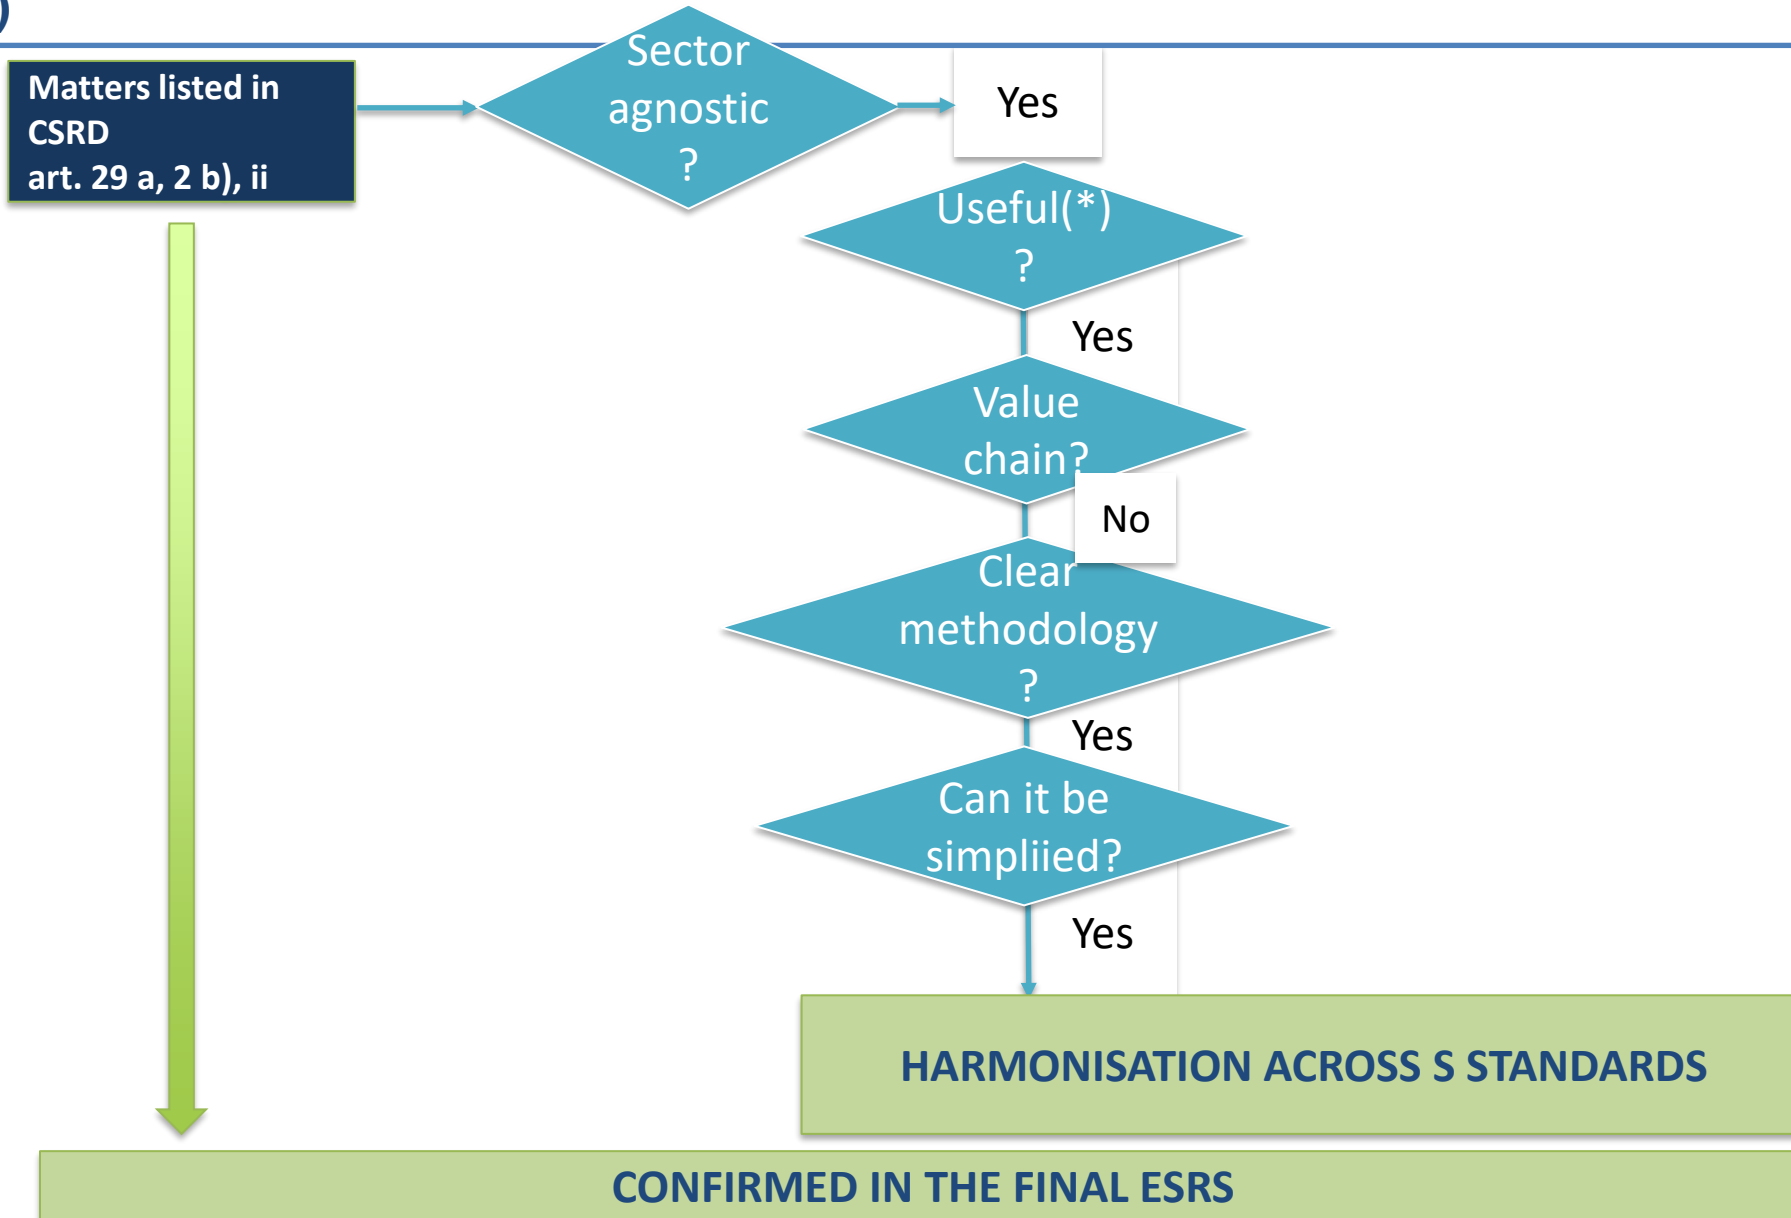 )
Matters listed in
CSRD
art. 29 a, 2 b), ii
Sector
agnostic
?
Yes
Useful(*)
?
Yes
Value
chain?
No
Clear
methodology
?
Yes
Can it be
simpliied?
Yes
HARMONISATION ACROSS S STANDARDS
CONFIRMED IN THE FINAL ESRS